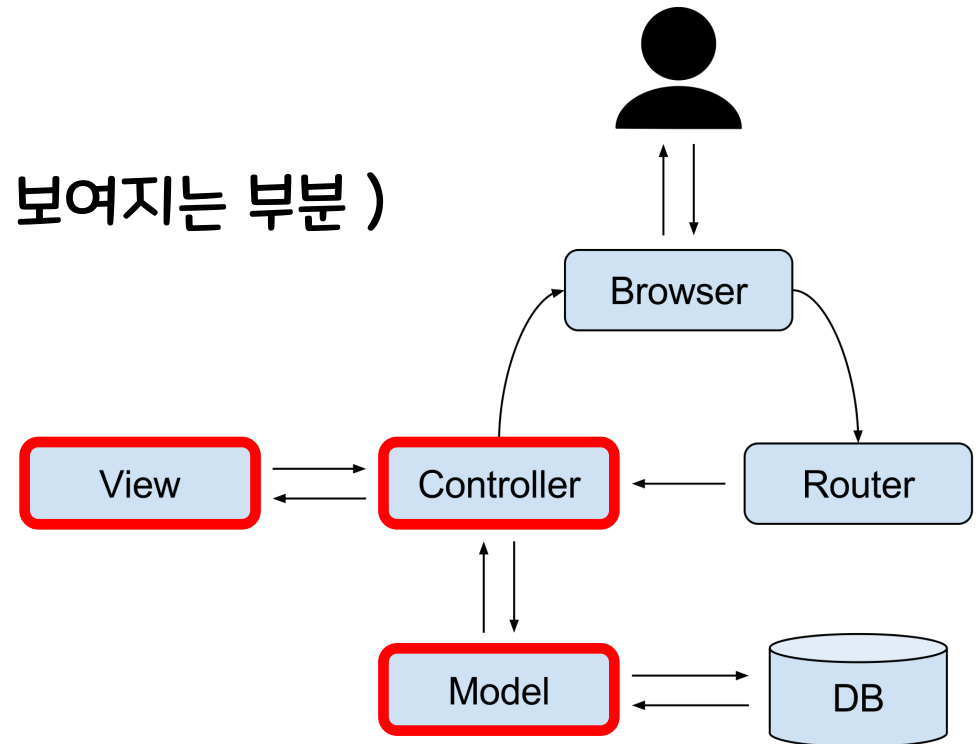 보여지는 부분 )
Browser
View
Controller
Router
Model
DB